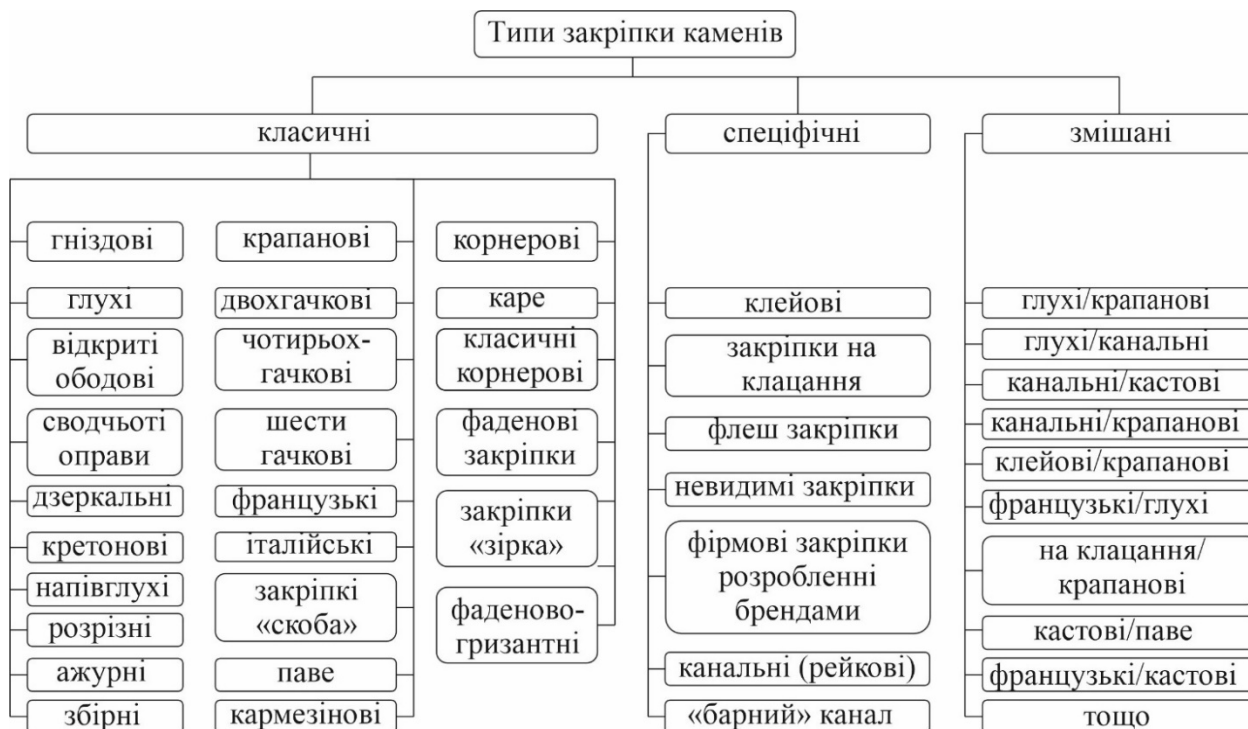 Типи закріпки каменів
класичні
гніздові
глухі
відкриті
ободові
сводчьоті
оправи
дзеркальні
кретонові
напівглухі
розрізні
ажурні
збірні
крапанові
двохгачкові
чотирьох-
гачкові
шести
гачкові
французькі
італійські
закріпкі
«скоба»
паве
кармезінові
корнерові
каре
класичні
корнерові
фаденові
закріпки
закріпки
«зірка»
фаденово-
гризантні
спеціфічні
клейові
закріпки на
клацання
флеш закріпки
невидимі закріпки
фірмові закріпки
розробленні
брендами
канальні (рейкові)
«барний» канал
змішані
глухі/крапанові
глухі/канальні
канальні/кастові
канальні/крапанові
клейові/крапанові
французькі/глухі
на клацання/
крапанові
кастові/паве
французькі/кастові
тощо